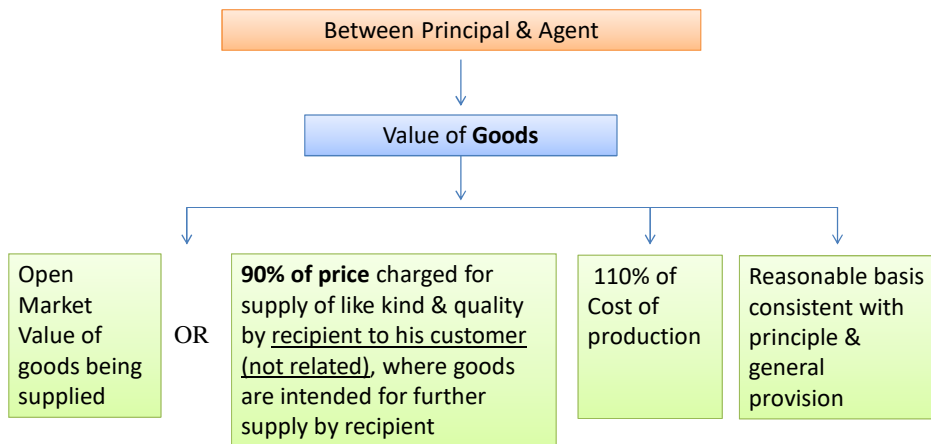 Between Principal & Agent
Value of Goods
Open
Market
Value of
goods being
supplied
OR
90% of price charged for
supply of like kind & quality
by recipient to his customer
(not related), where goods
are intended for further
supply by recipient
110% of
Cost of
production
Reasonable basis
consistent with
principle &
general
provision